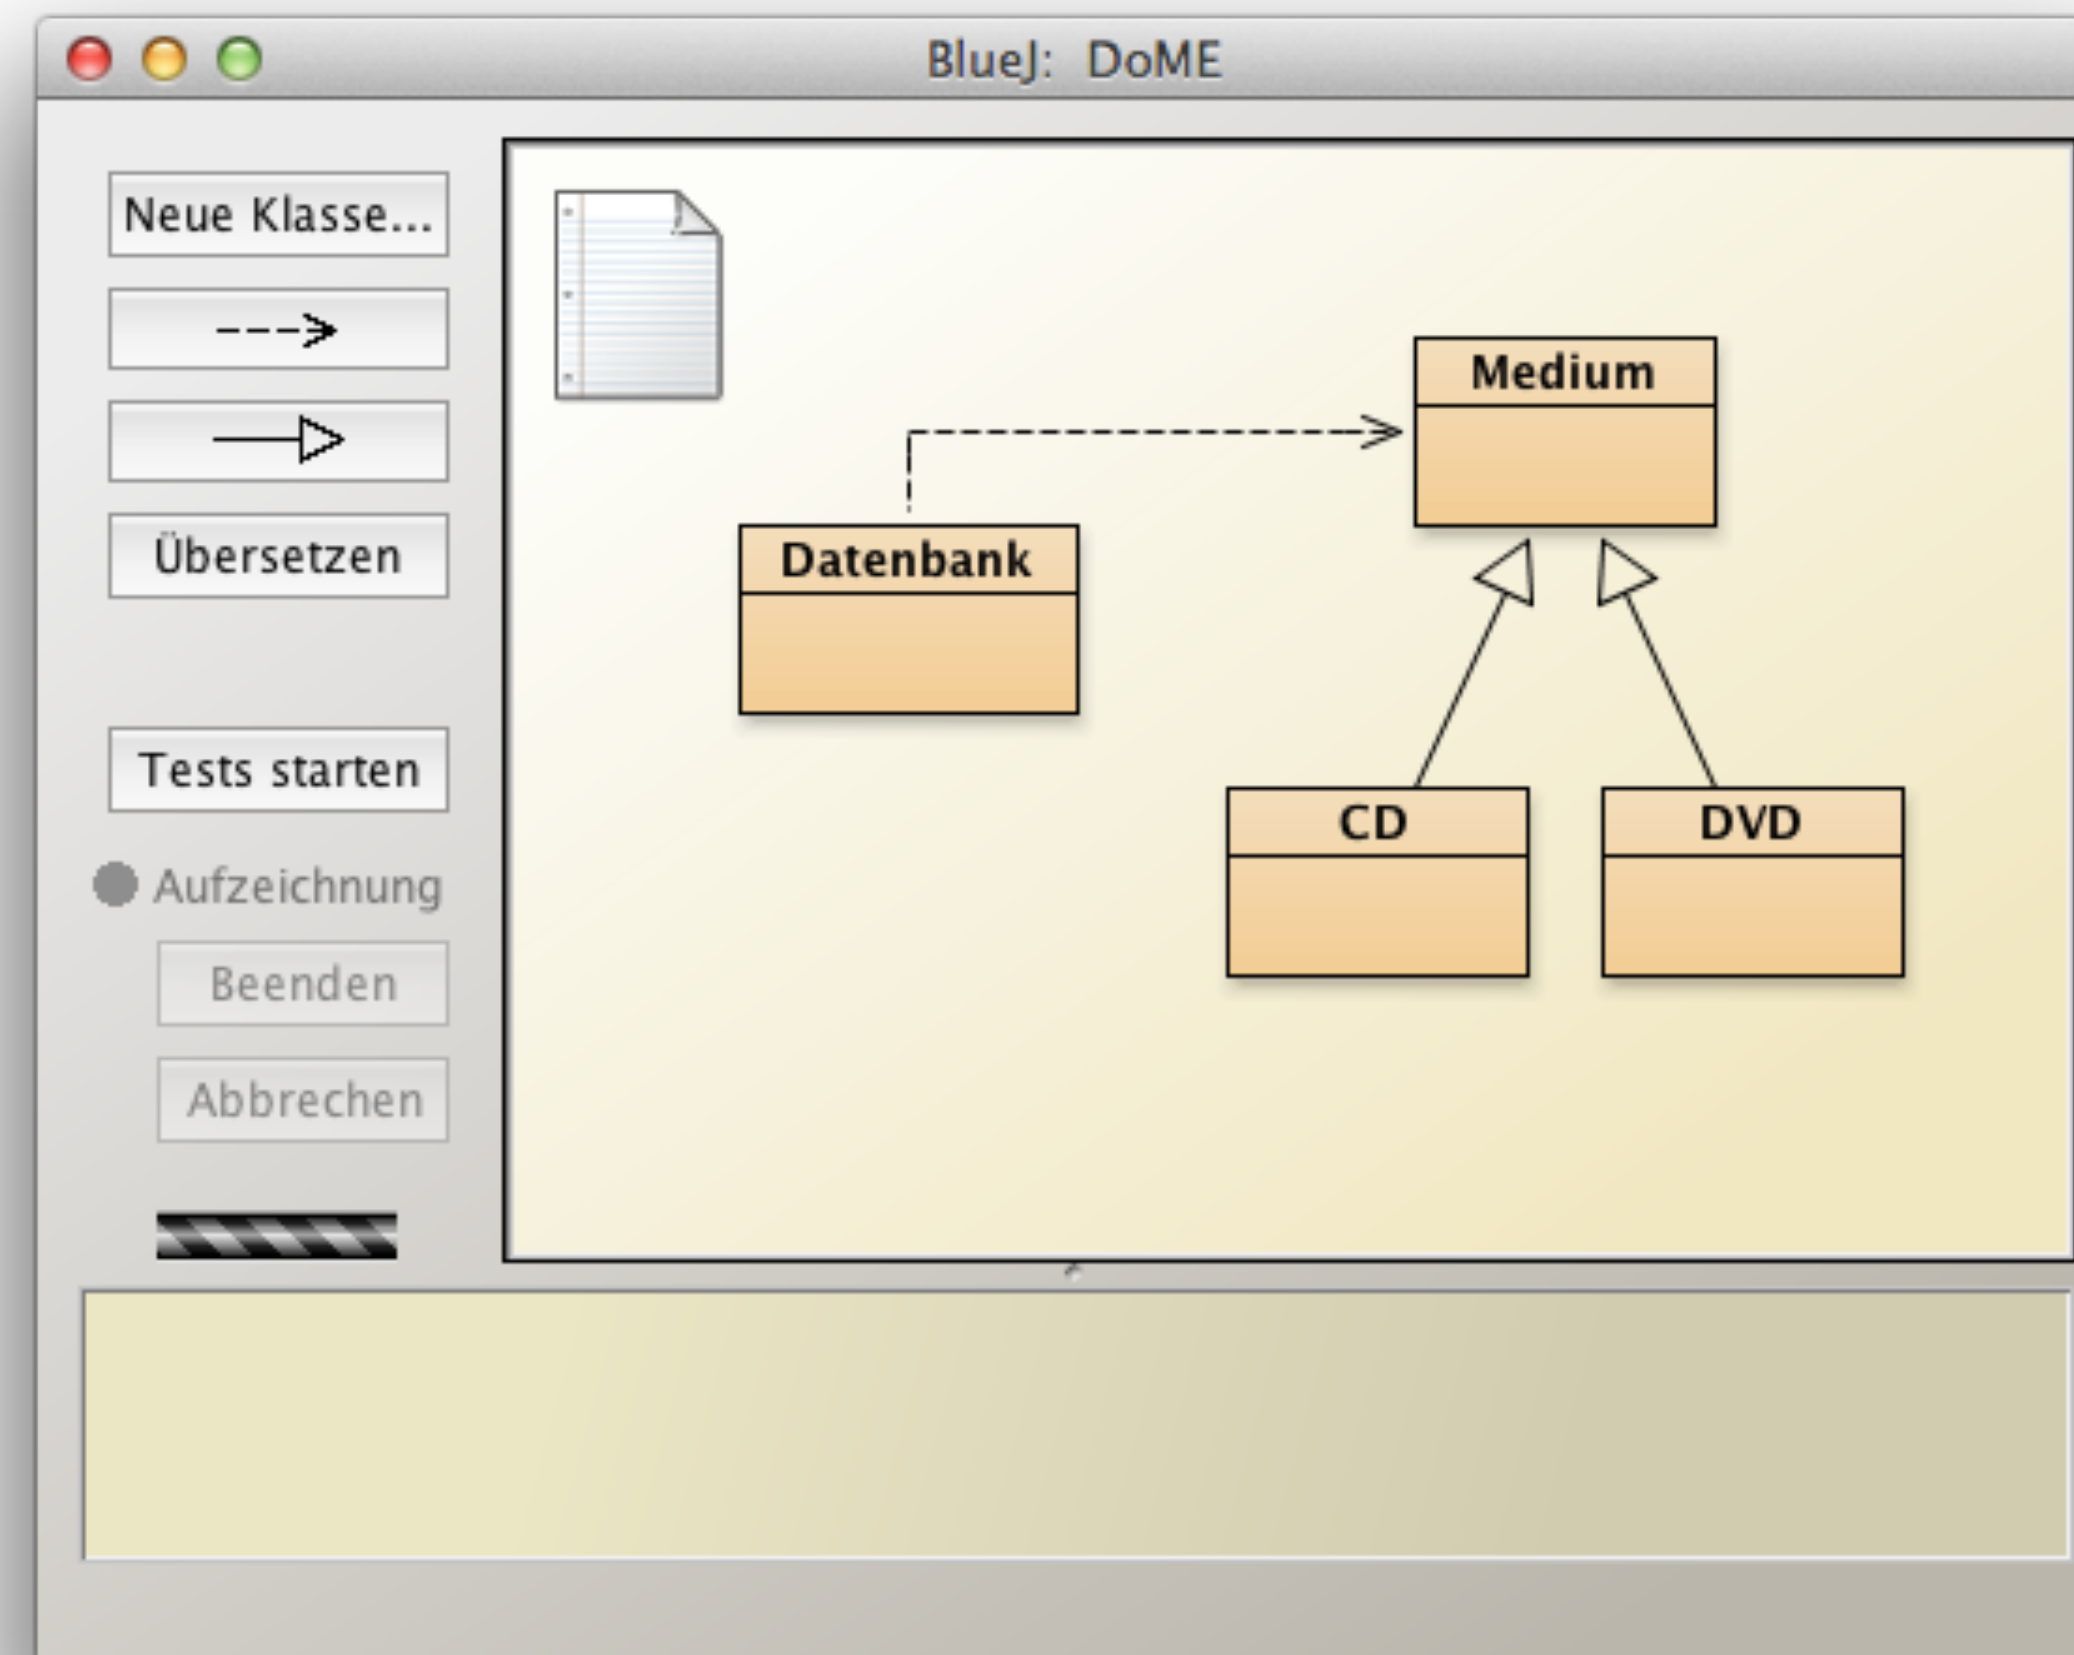 BlueJ: DoME
Neue Klasse...
Übersetzen
Tests starten
Aufzeichnung
Beenden
Abbrechen
Medium
Datenbank
CD
DVD